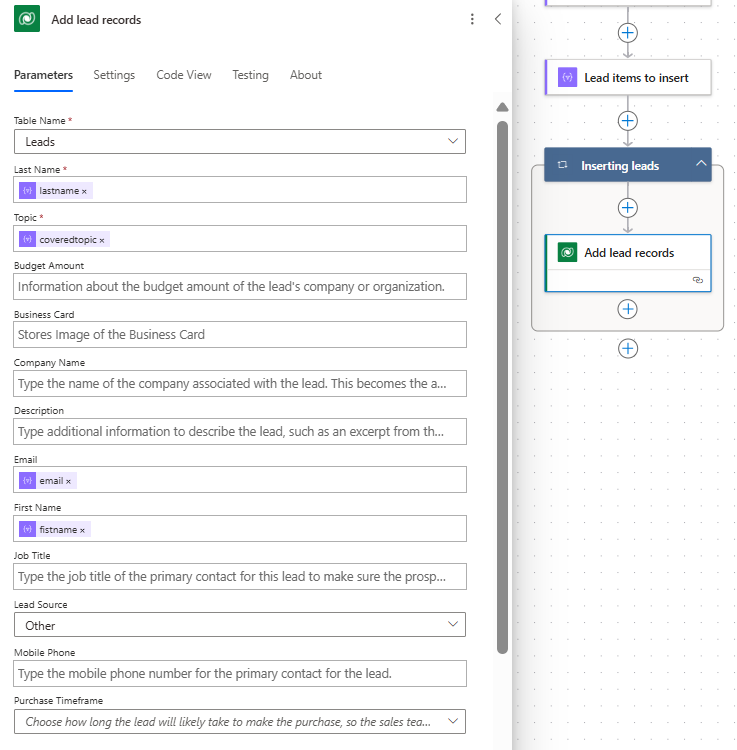 Add lead records
Parameters
Settings
Code View
Testing
About
Table Name *
Leads
Last Name *
lastname ×
Topic *
coveredtopic ×
Budget Amount
Information about the budget amount of the lead's company or organization.
Business Card
Stores Image of the Business Card
Company Name
Type the name of the company associated with the lead. This becomes the a...
Description
Type additional information to describe the lead, such as an excerpt from th...
Email
email ×
First Name
fistname ×
Job Title
Type the job title of the primary contact for this lead to make sure the prosp...
Lead Source
Other
Mobile Phone
Type the mobile phone number for the primary contact for the lead.
Purchase Timeframe
Choose how long the lead will likely take to make the purchase, so the sales tea...
Lead items to insert
Inserting leads
Add lead records